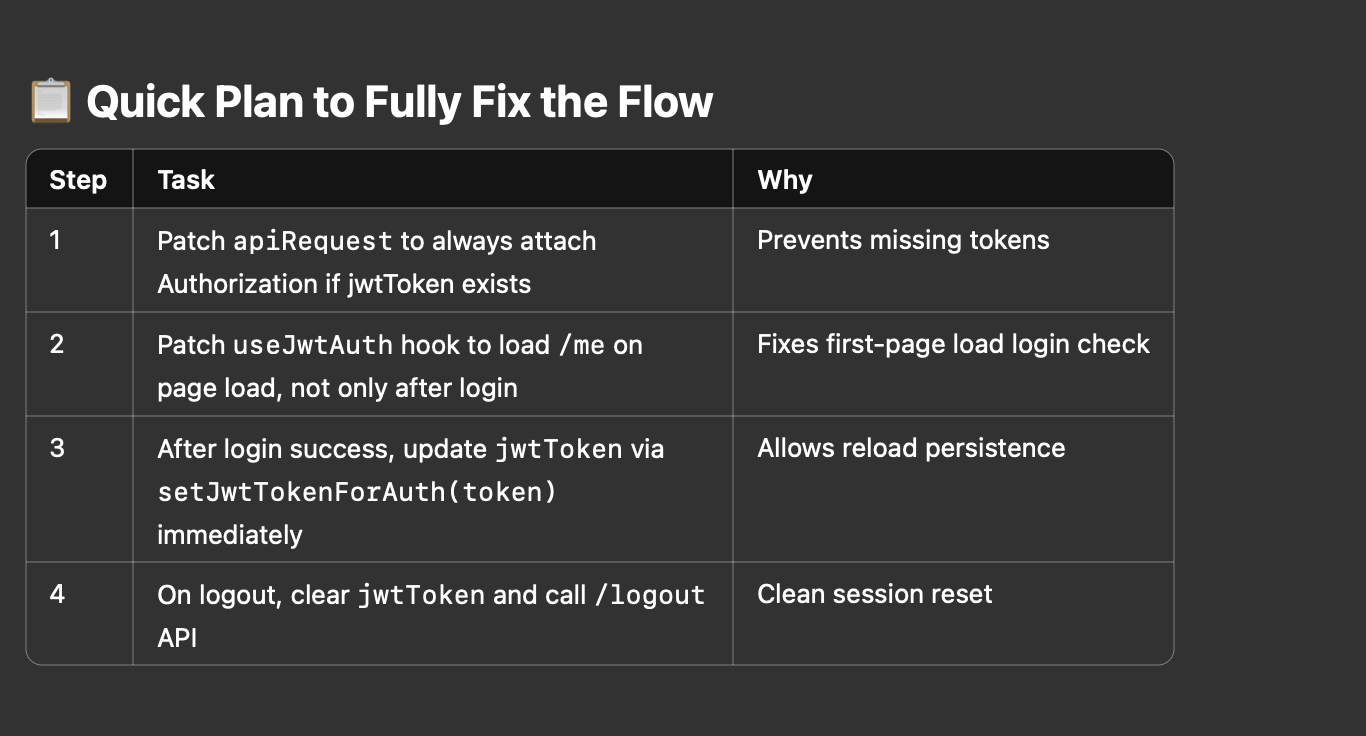 📋 Quick Plan to Fully Fix the Flow
Step Task Why
1 Patch apiRequest to always attach Prevents missing tokens
Authorization if jwtToken exists
2 Patch useJwtAuth hook to load /me on Fixes first-page load login check
page load, not only after login
3 After login success, update jwtToken via Allows reload persistence
setJwtTokenForAuth(token)
immediately
4 On logout, clear jwtToken and call /logout Clean session reset
API